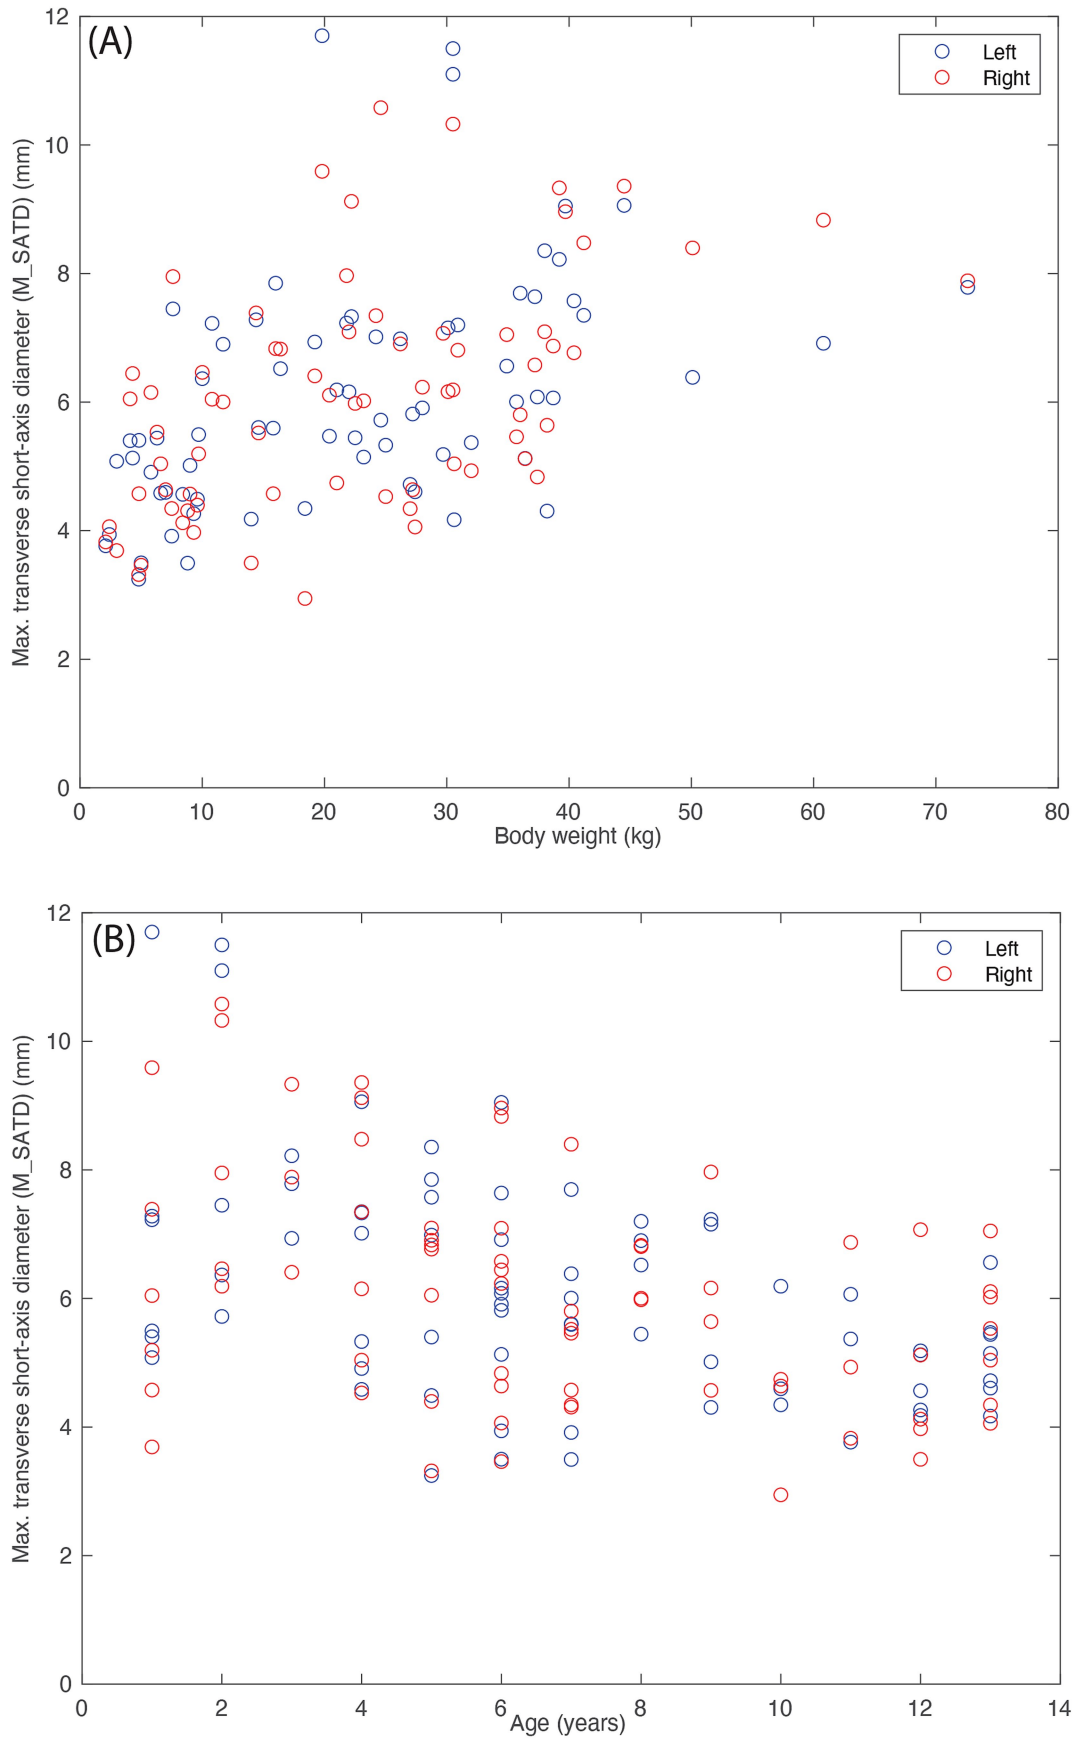 (A)
Left
Right
12
10
8
6
4
2
0
Max. transverse short-axis diameter (M_SATD) (mm)
0 10 20 30 40 50 60 70 80
Body weight (kg)
(B)
Left
Right
12
10
8
6
4
2
0
Max. transverse short-axis diameter (M_SATD) (mm)
0 2 4 6 8 10 12 14
Age (years)